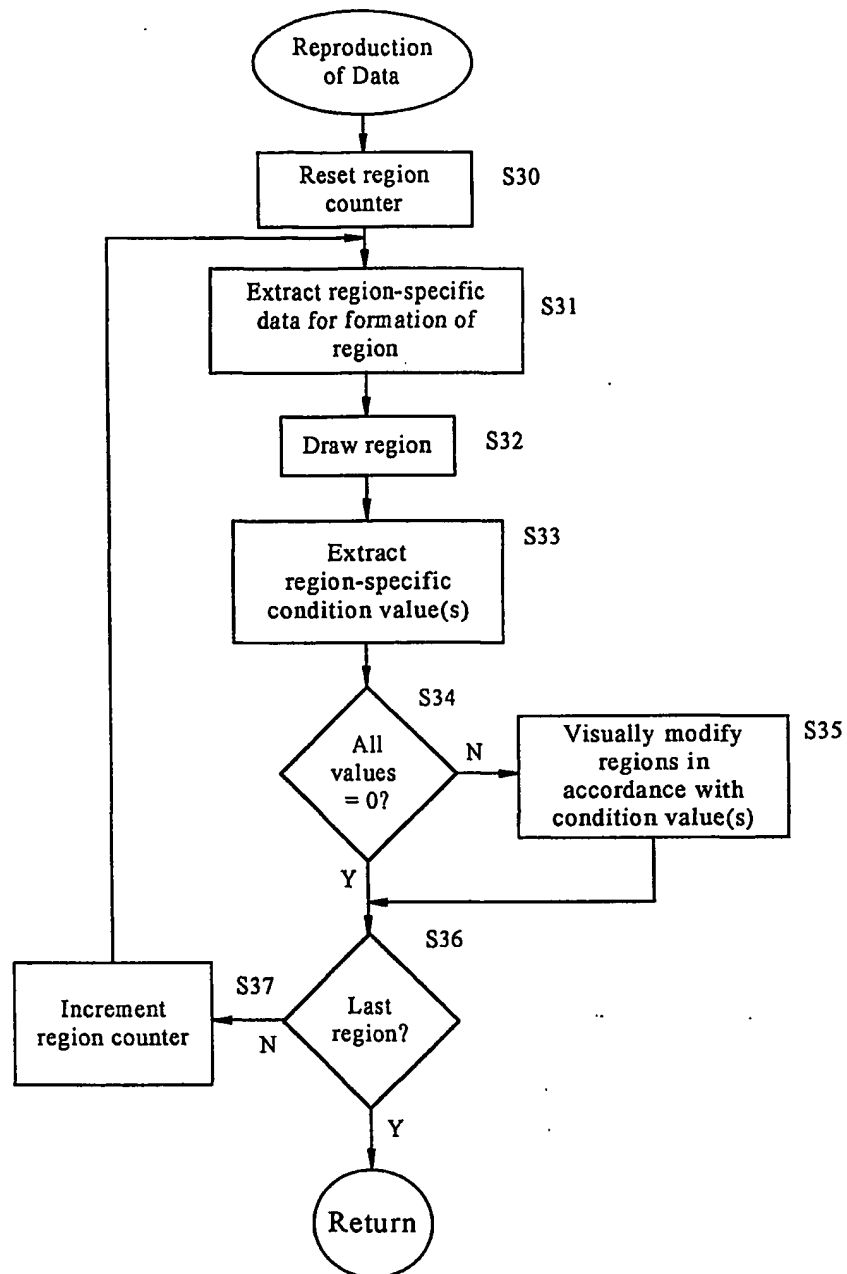 Reproduction
of Data
Reset region
counter
S30
Extract region-specific
data for formation of
region
S31
Draw region
S32
Extract
region-specific
condition value(s)
S33
All
values
= 0?
S34
N
Visually modify
regions in
accordance with
condition value(s)
S35
Y
Last
region?
S36
N
Increment
region counter
S37
Y
Return